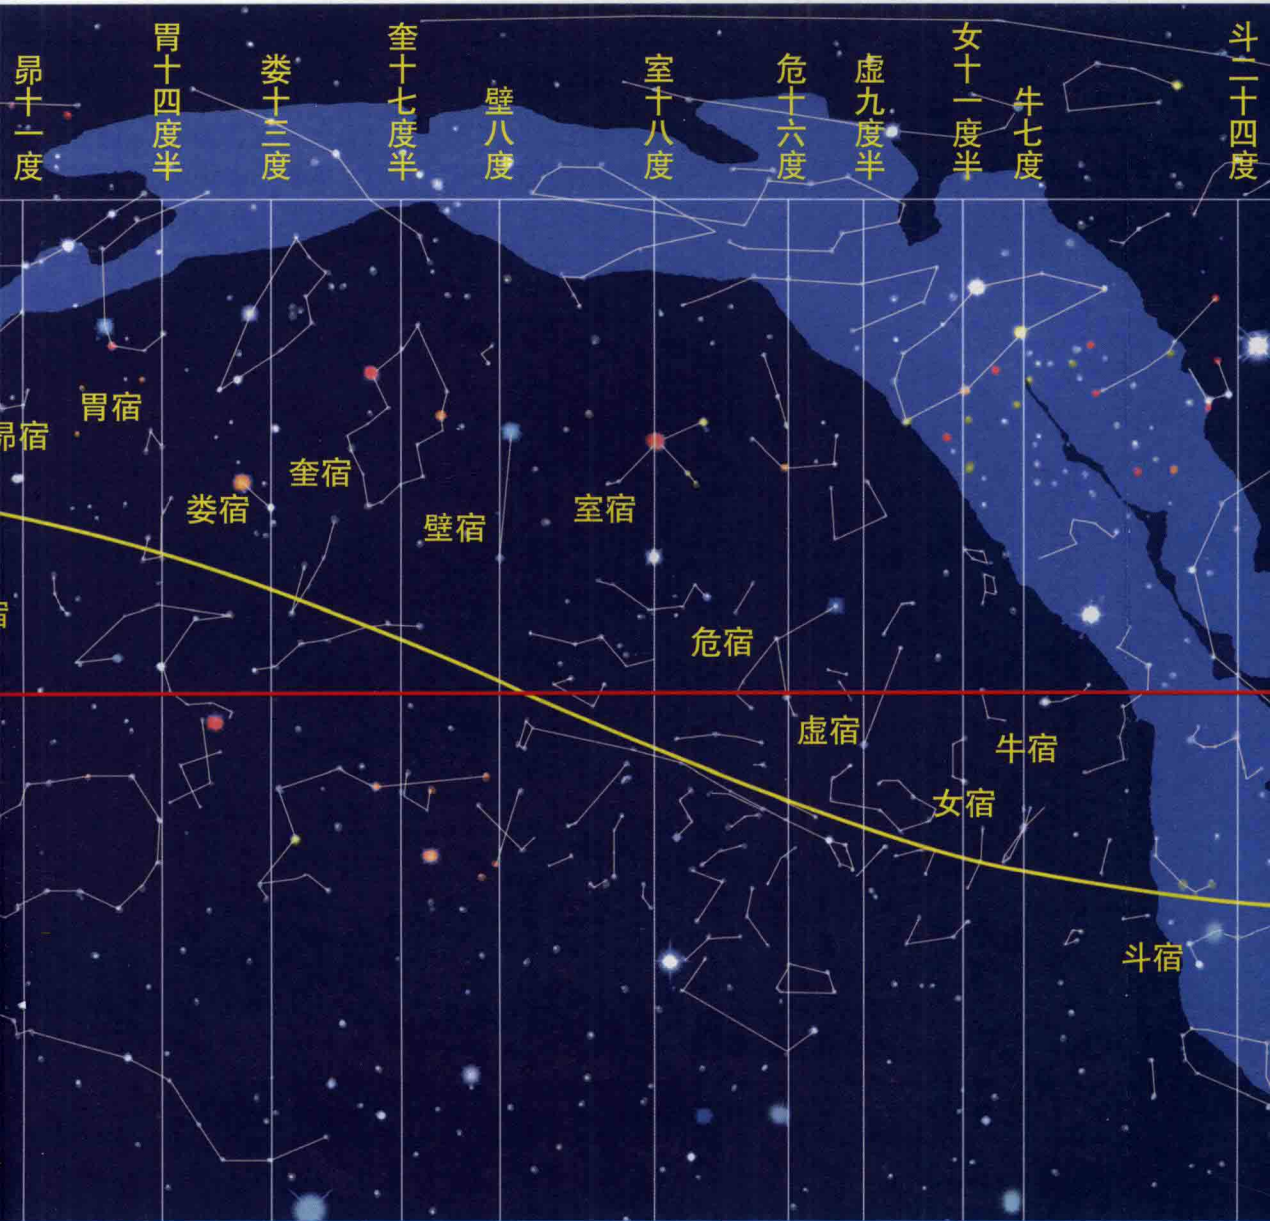 昴十一度
胃十四度半
娄十三度
奎十七度半
壁八度
室十八度
危十六度
虚九度半
女十一度半
牛七度
斗二十四度
胃宿
昴宿
娄宿
奎宿
壁宿
室宿
宿
危宿
虚宿
牛宿
女宿
斗宿